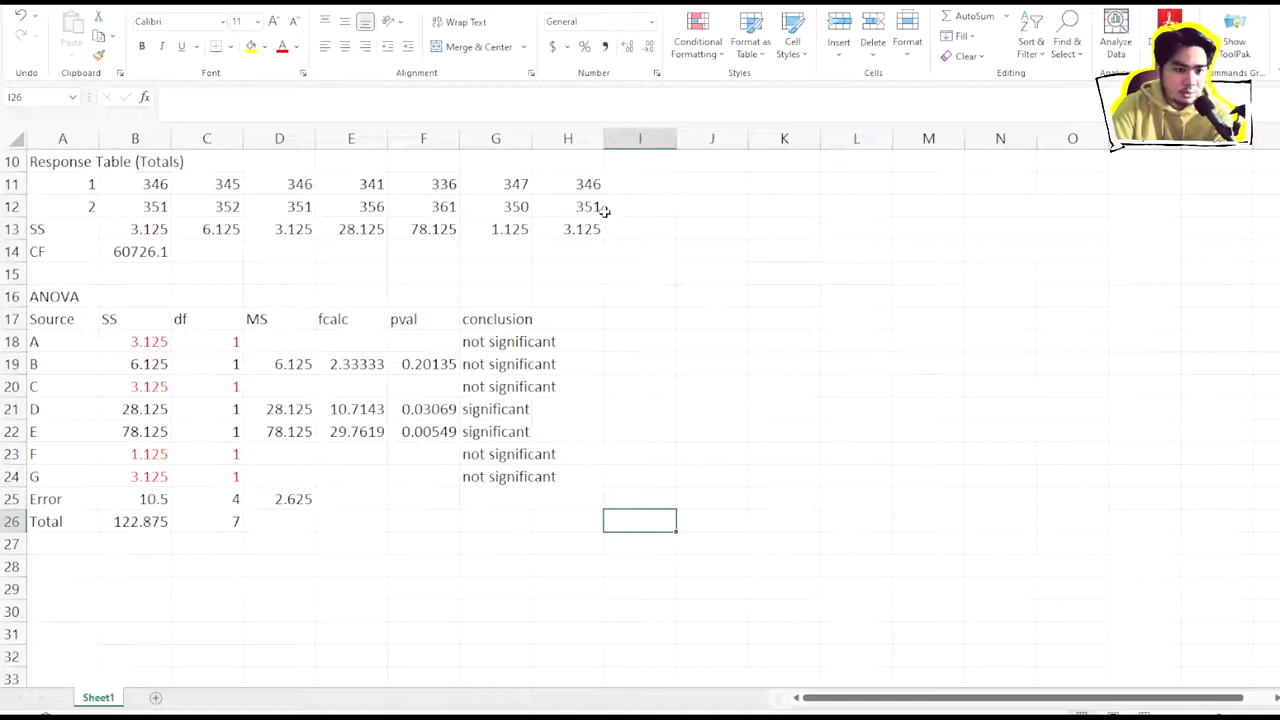 Calibri 11 A A Wrap Text General AutoSum
Paste B I U A Merge & Center $ % , Conditional Formatting Format as Table Cell Styles Insert Delete Format Fill Clear Sort & Filter Find & Select Analyze Data Show ToolPak
Undo Clipboard Font Alignment Number Styles Cells Editing
I26 fx
A B C D E F G H I J K L M N O
10 Response Table (Totals)
11 1 346 345 346 341 336 347 346
12 2 351 352 351 356 361 350 351
13 SS 3.125 6.125 3.125 28.125 78.125 1.125 3.125
14 CF 60726.1
15
16 ANOVA
17 Source SS df MS fcalc pval conclusion
18 A 3.125 1 not significant
19 B 6.125 1 6.125 2.33333 0.20135 not significant
20 C 3.125 1 not significant
21 D 28.125 1 28.125 10.7143 0.03069 significant
22 E 78.125 1 78.125 29.7619 0.00549 significant
23 F 1.125 1 not significant
24 G 3.125 1 not significant
25 Error 10.5 4 2.625
26 Total 122.875 7
27
28
29
30
31
32
33
Sheet1